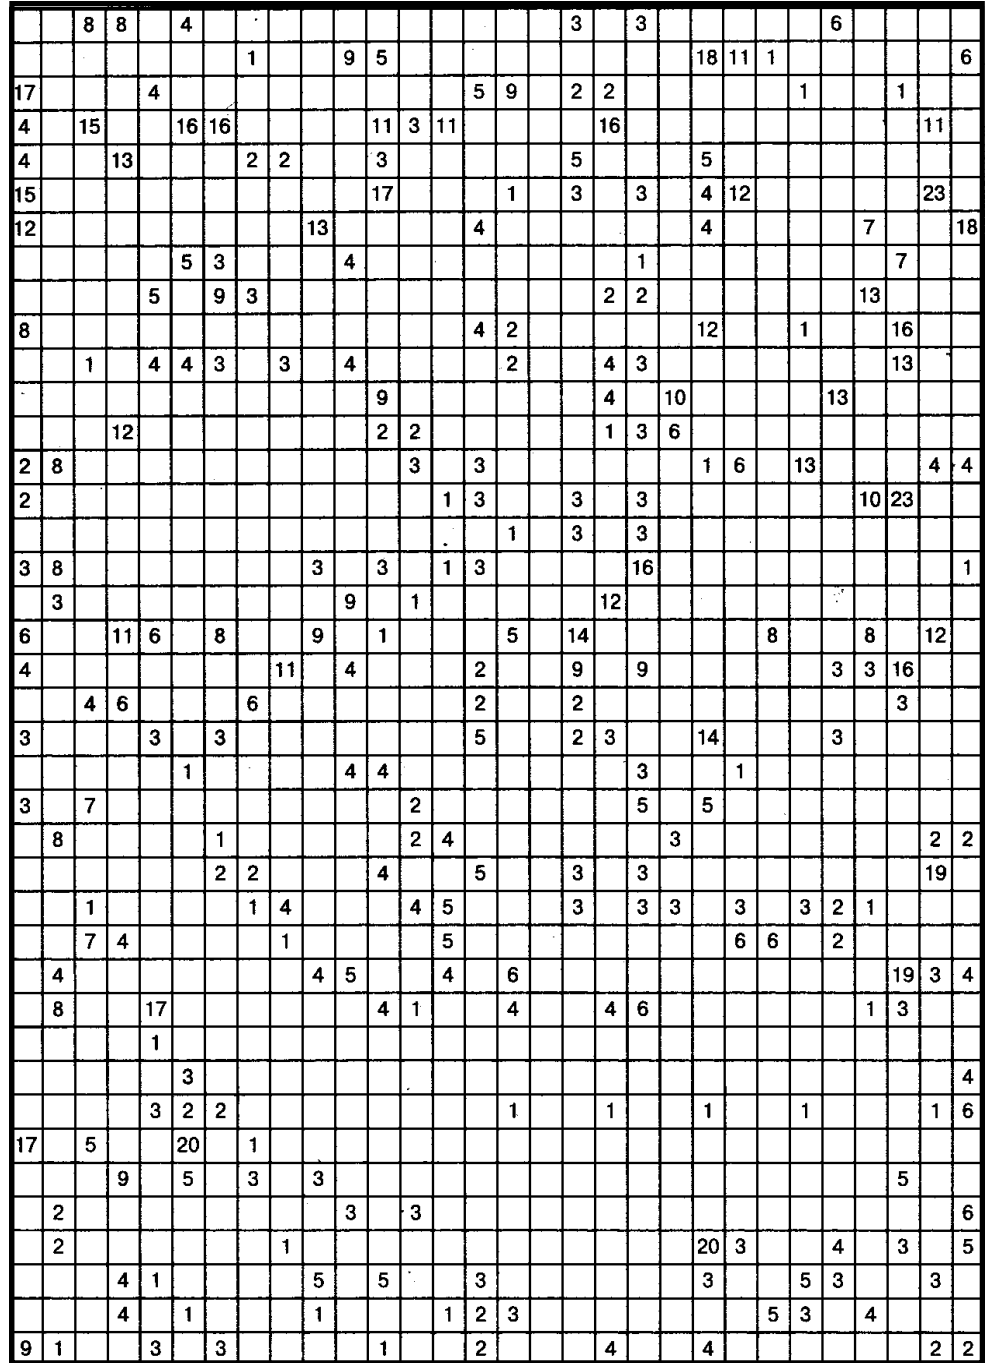 8 8 4 3 3 6
1 9 5 18 11 1 6
17 4 5 9 2 2 1 1
4 15 16 16 11 3 11 16 11
4 13 2 2 3 5 5
15 17 1 3 3 4 12 23
12 13 4 4 7 18
5 3 4 1 7
5 9 3 2 2 13
8 4 2 12 1 16
1 4 4 3 3 4 2 4 3 13
9 4 10 13
12 2 2 1 3 6
2 8 3 3 1 6 13 4 4
2 1 3 3 3 10 23
1 3 3
3 8 3 3 1 3 16 1
3 9 1 12
6 11 6 8 9 1 5 14 8 8 12
4 11 4 2 9 9 3 3 16
4 6 6 2 2 3
3 3 3 5 2 3 14 3
1 4 4 3 1
3 7 2 5 5
8 1 2 4 3 2 2
2 2 4 5 3 3 19
1 1 4 4 5 3 3 3 3 3 2 1
7 4 1 5 6 6 2
4 4 5 4 6 19 3 4
8 17 4 1 4 4 6 1 3
1
3 4
3 2 2 1 1 1 1 1 6
17 5 20 1
9 5 3 3 5
2 3 3 6
2 1 20 3 4 3 5
4 1 5 5 3 3 5 3 3
4 1 1 1 2 3 5 3 4
9 1 3 3 1 2 4 4 2 2